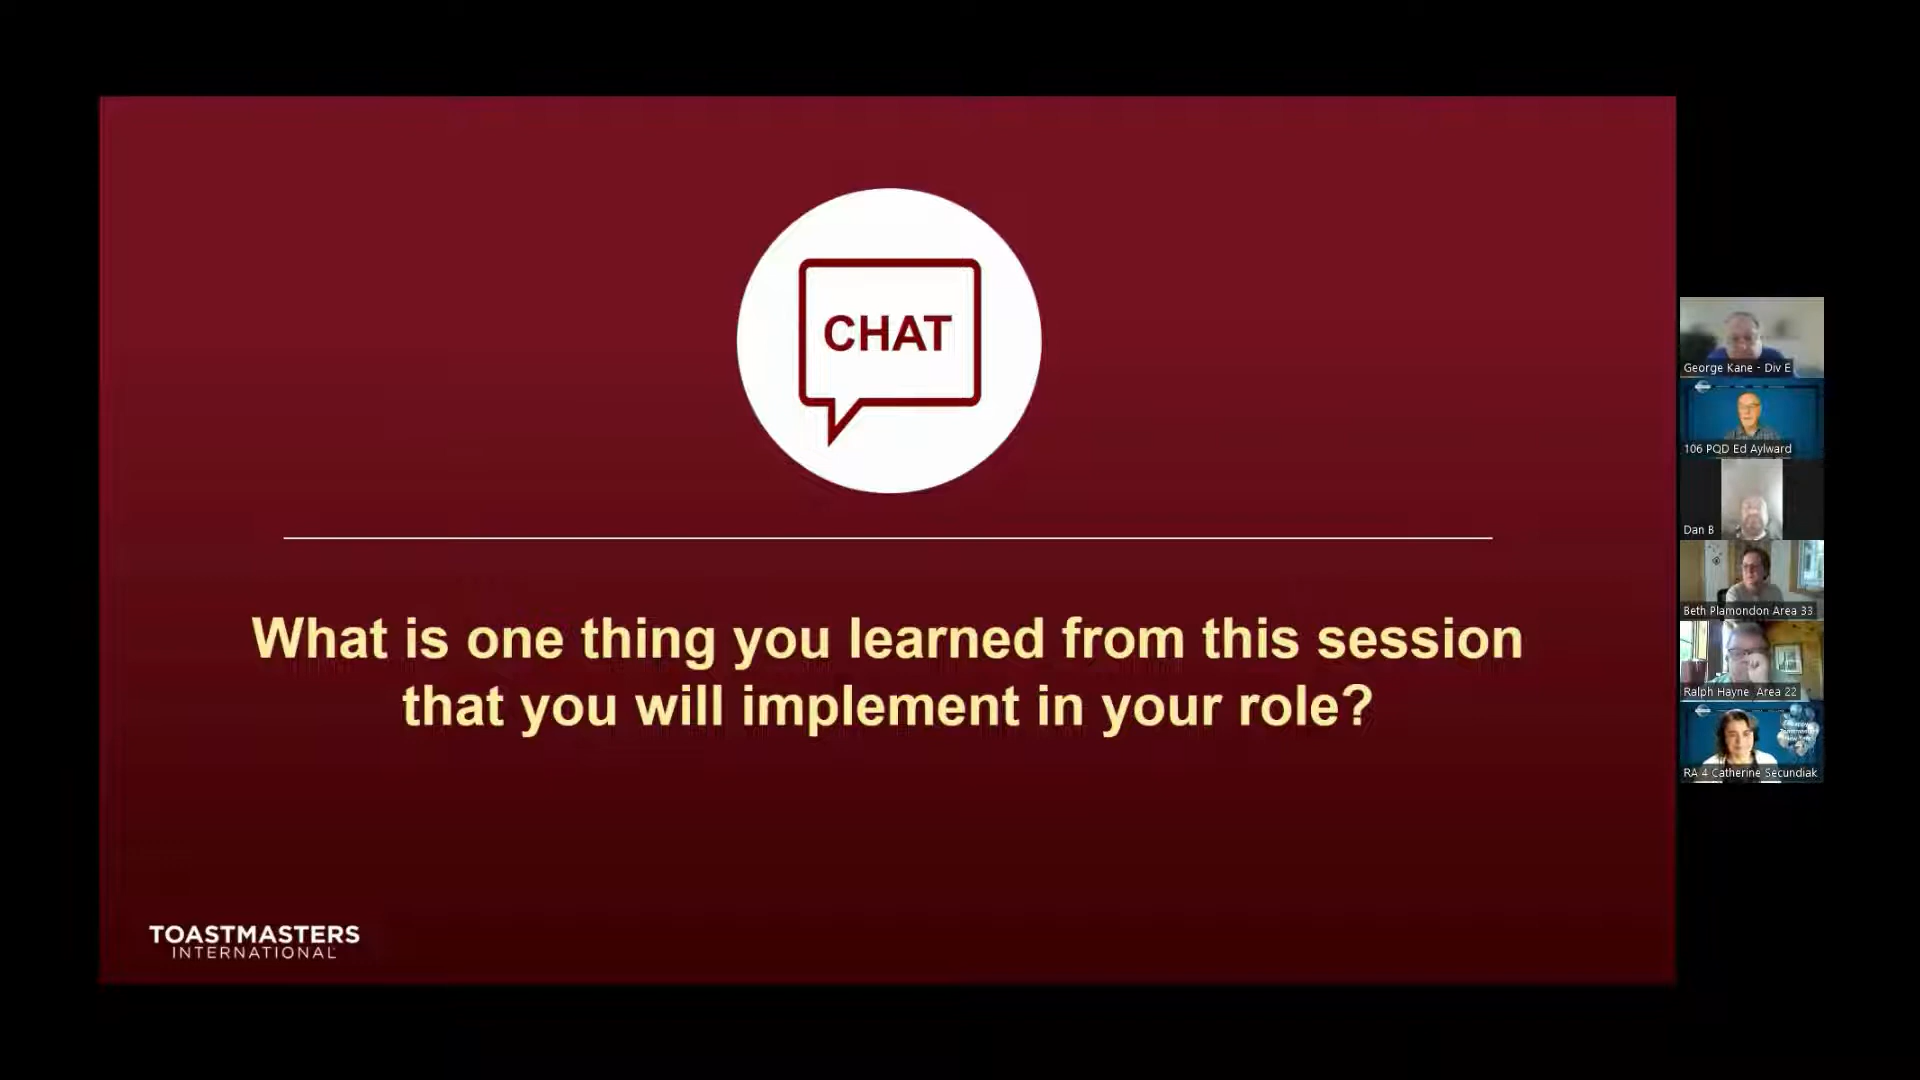 CHAT
What is one thing you learned from this session
that you will implement in your role?
TOASTMASTERS
INTERNATIONAL
George Kane - Div E
106 PQD Ed Aylward
Dan B
Beth Plamondon Area 33
Ralph Hayne Area 22
RA 4 Catherine Secundiak